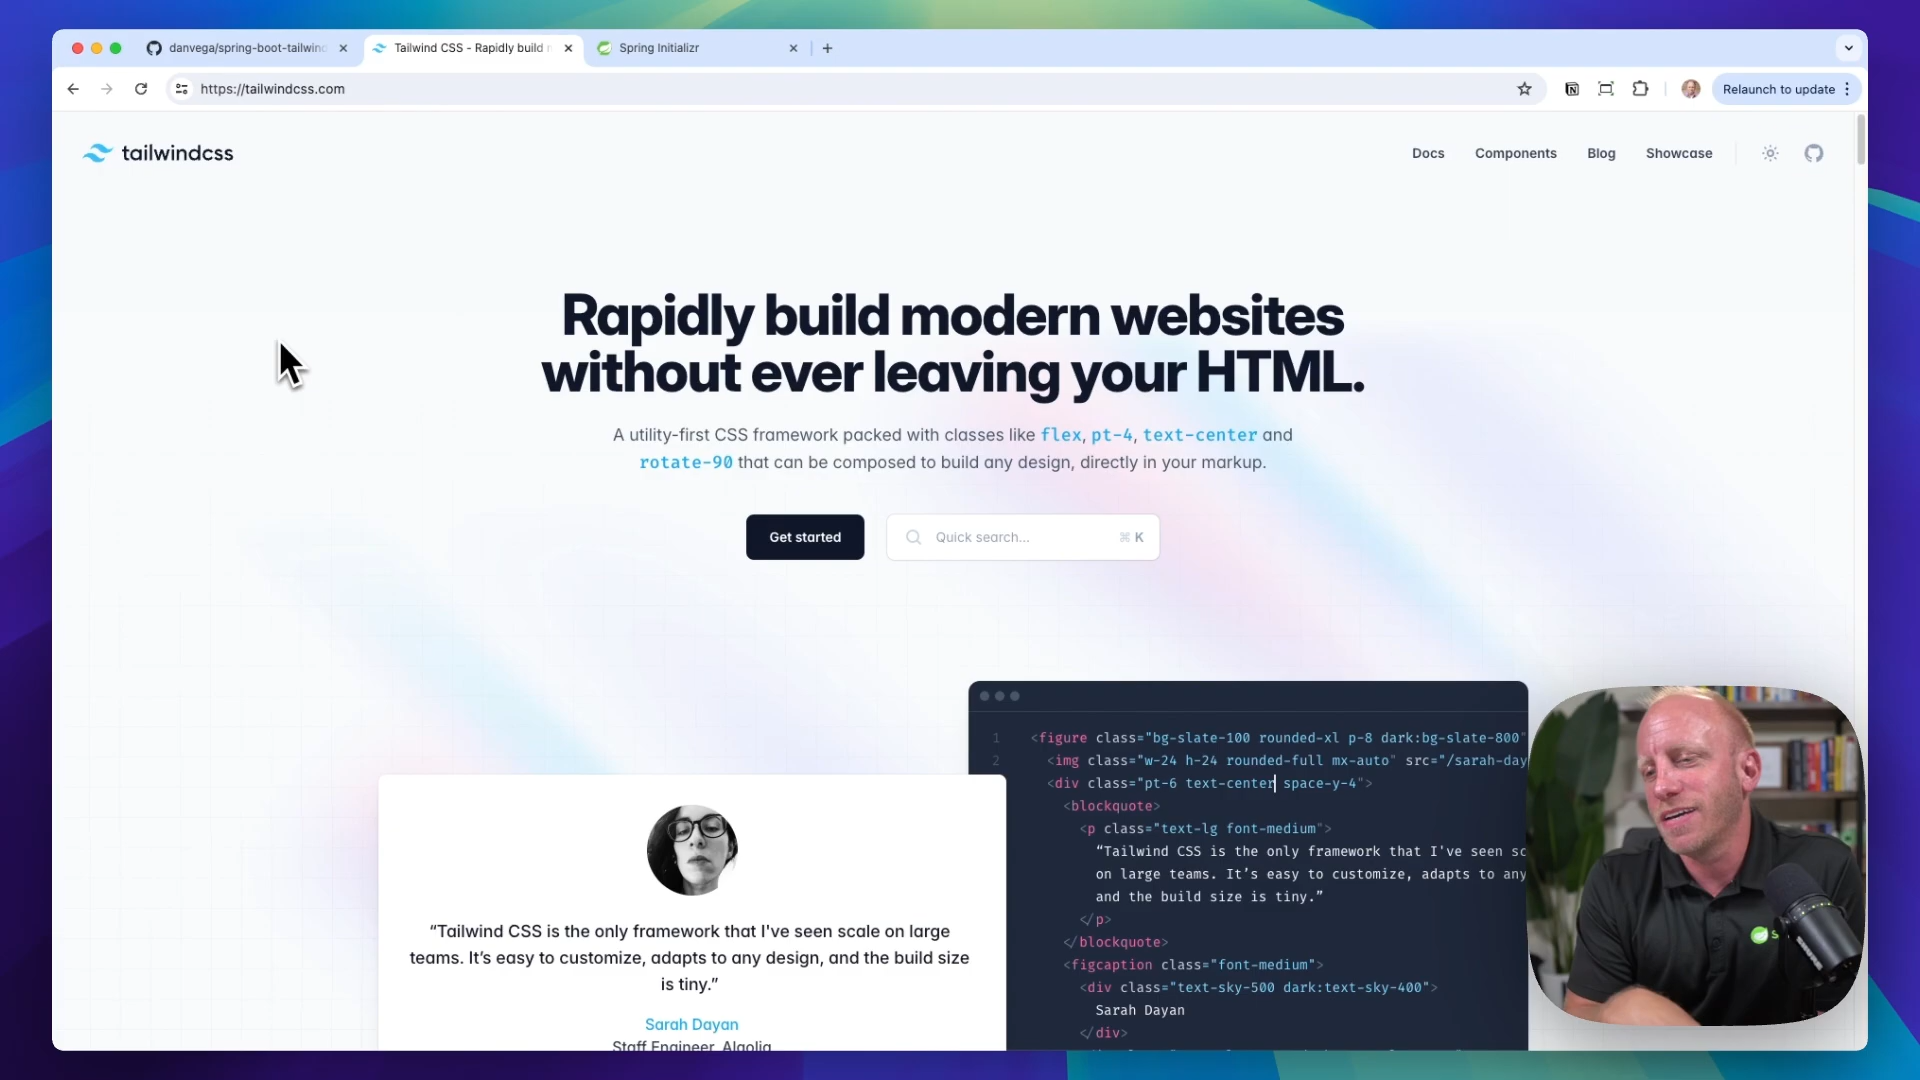 danvega/spring-boot-tailwind
Tailwind CSS - Rapidly build
Spring Initializr
https://tailwindcss.com
Relaunch to update
tailwindcss
Docs
Components
Blog
Showcase
Rapidly build modern websites
without ever leaving your HTML.
A utility-first CSS framework packed with classes like flex, pt-4, text-center and
rotate-90 that can be composed to build any design, directly in your markup.
Get started
Quick search...
⌘ K
1 <figure class="bg-slate-100 rounded-xl p-8 dark:bg-slate-800"
2 <img class="w-24 h-24 rounded-full mx-auto" src="/sarah-day
<div class="pt-6 text-center space-y-4">
<blockquote>
<p class="text-lg font-medium">
“Tailwind CSS is the only framework that I've seen sc
on large teams. It’s easy to customize, adapts to any
and the build size is tiny.”
</p>
</blockquote>
<figcaption class="font-medium">
<div class="text-sky-500 dark:text-sky-400">
Sarah Dayan
</div>
“Tailwind CSS is the only framework that I've seen scale on large
teams. It’s easy to customize, adapts to any design, and the build size
is tiny.”
Sarah Dayan
Staff Engineer, Algolia